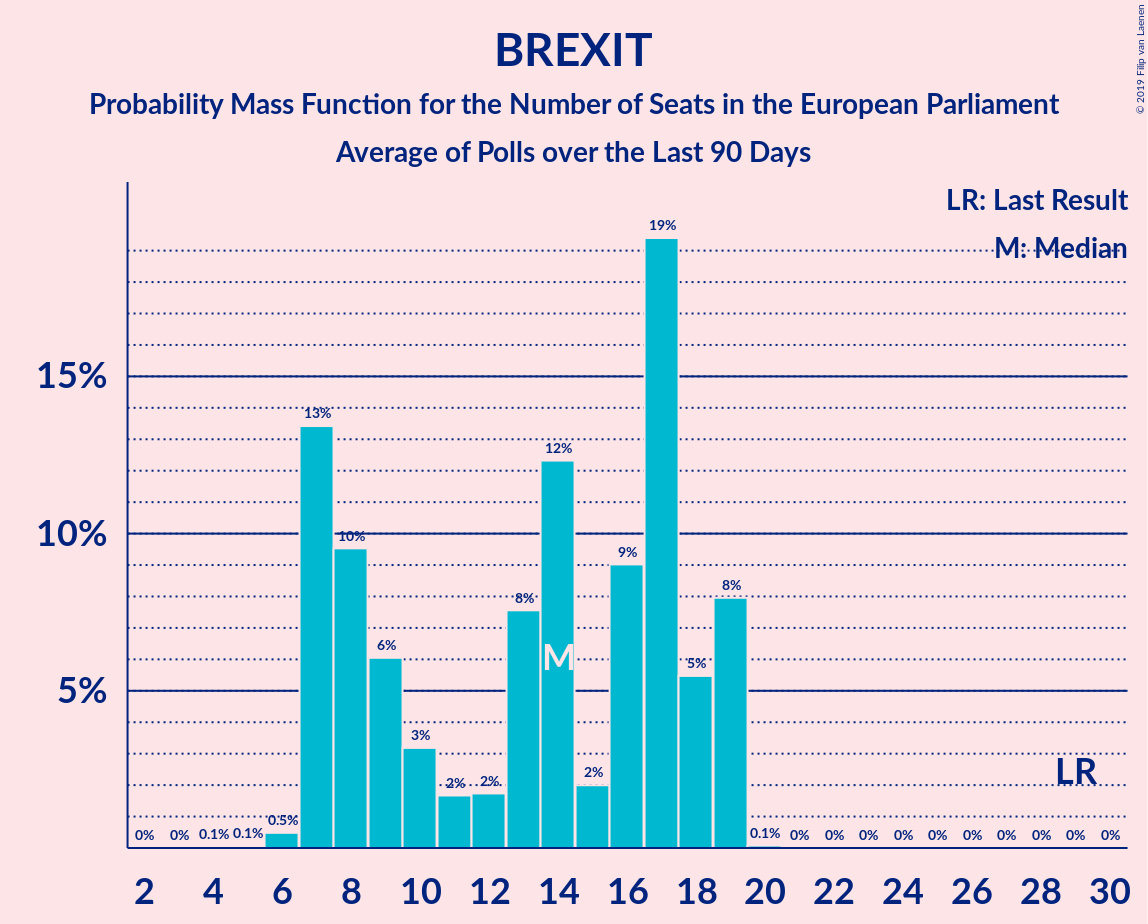 BREXIT
Probability Mass Function for the Number of Seats in the European Parliament
Average of Polls over the Last 90 Days
© 2019 Filip van Laenen
LR: Last Result
M: Median
15%
10%
5%
0% 0% 0.1% 0.1% 0.5% 13% 10% 6% 3% 2% 2% 8% 12% 2% 9% 19% 5% 8% 0.1% 0% 0% 0% 0% 0% 0% 0% 0% 0% 0%
M
LR
2 4 6 8 10 12 14 16 18 20 22 24 26 28 30